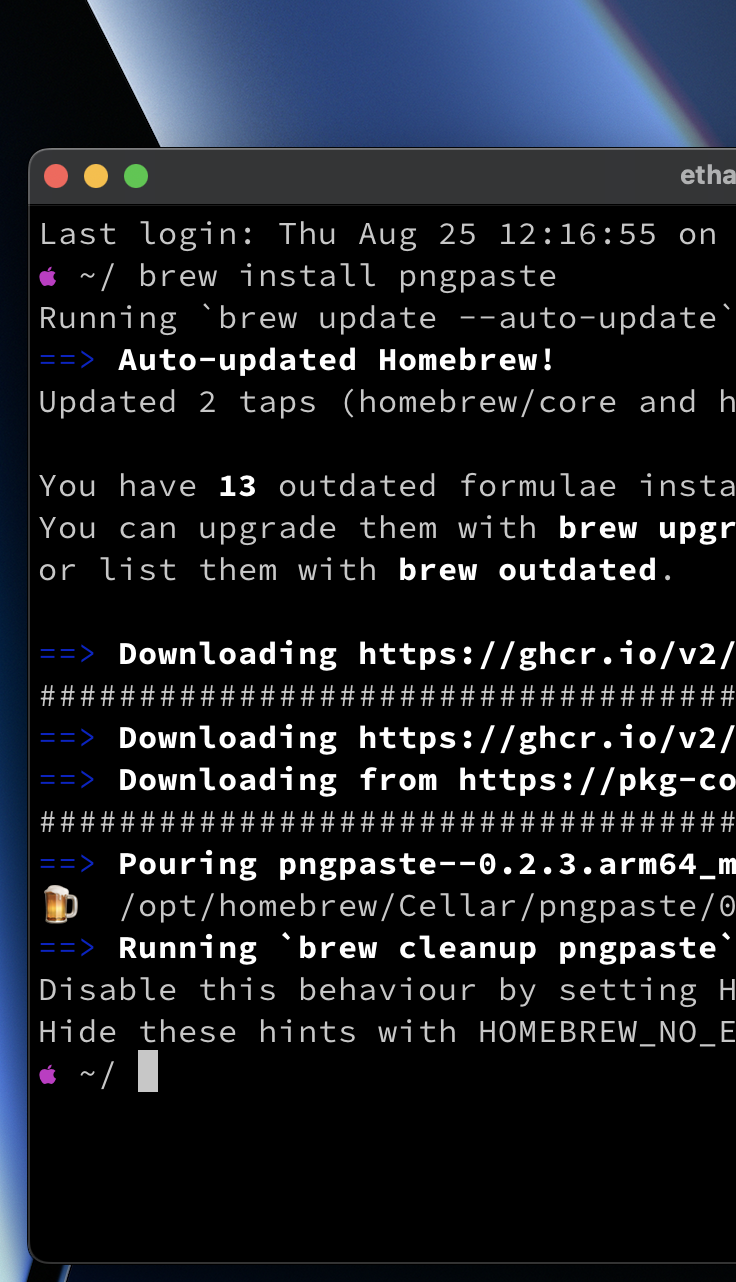 etha
Last login: Thu Aug 25 12:16:55 on
~/ brew install pngpaste
Running `brew update --auto-update`
==> Auto-updated Homebrew!
Updated 2 taps (homebrew/core and h
You have 13 outdated formulae insta
You can upgrade them with brew upgr
or list them with brew outdated.
==> Downloading https://ghcr.io/v2/
###################################
==> Downloading https://ghcr.io/v2/
==> Downloading from https://pkg-co
###################################
==> Pouring pngpaste--0.2.3.arm64_m
🍺 /opt/homebrew/Cellar/pngpaste/0
==> Running `brew cleanup pngpaste`
Disable this behaviour by setting H
Hide these hints with HOMEBREW_NO_E
~/